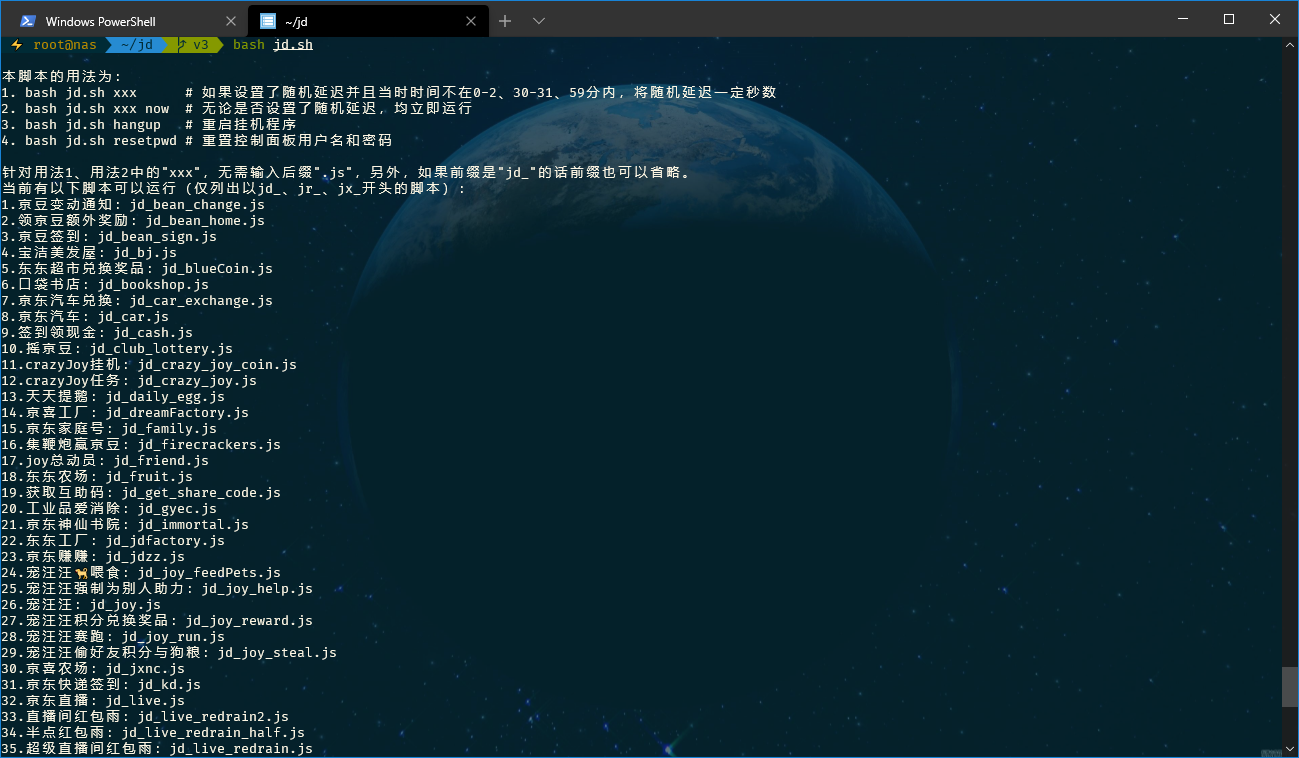 Windows PowerShell
~/jd
root@nas ~/jd v3 bash jd.sh
本脚本的用法为:
1. bash jd.sh xxx # 如果设置了随机延迟并且当时时间不在0-2、30-31、59分内，将随机延迟一定秒数
2. bash jd.sh xxx now # 无论是否设置了随机延迟，均立即运行
3. bash jd.sh hangup # 重启挂机程序
4. bash jd.sh resetpwd # 重置控制面板用户名和密码
针对用法1、用法2中的"xxx"，无需输入后缀".js"，另外，如果前缀是"jd_"的话前缀也可以省略。
当前有以下脚本可以运行（仅列出以jd_、jr_、jx_开头的脚本）:
1.京豆变动通知: jd_bean_change.js
2.领京豆额外奖励: jd_bean_home.js
3.京豆签到: jd_bean_sign.js
4.宝洁美发屋: jd_bj.js
5.东东超市兑换奖品: jd_blueCoin.js
6.口袋书店: jd_bookshop.js
7.京东汽车兑换: jd_car_exchange.js
8.京东汽车: jd_car.js
9.签到领现金: jd_cash.js
10.摇京豆: jd_club_lottery.js
11.crazyJoy挂机: jd_crazy_joy_coin.js
12.crazyJoy任务: jd_crazy_joy.js
13.天天提鹅: jd_daily_egg.js
14.京喜工厂: jd_dreamFactory.js
15.京东家庭号: jd_family.js
16.集鞭炮赢京豆: jd_firecrackers.js
17.joy总动员: jd_friend.js
18.东东农场: jd_fruit.js
19.获取互助码: jd_get_share_code.js
20.工业品爱消除: jd_gyec.js
21.京东神仙书院: jd_immortal.js
22.东东工厂: jd_jdfactory.js
23.京东赚赚: jd_jdzz.js
24.宠汪汪🐕喂食: jd_joy_feedPets.js
25.宠汪汪强制为别人助力: jd_joy_help.js
26.宠汪汪: jd_joy.js
27.宠汪汪积分兑换奖品: jd_joy_reward.js
28.宠汪汪赛跑: jd_joy_run.js
29.宠汪汪偷好友积分与狗粮: jd_joy_steal.js
30.京喜农场: jd_jxnc.js
31.京东快递签到: jd_kd.js
32.京东直播: jd_live.js
33.直播间红包雨: jd_live_redrain2.js
34.半点红包雨: jd_live_redrain_half.js
35.超级直播间红包雨: jd_live_redrain.js